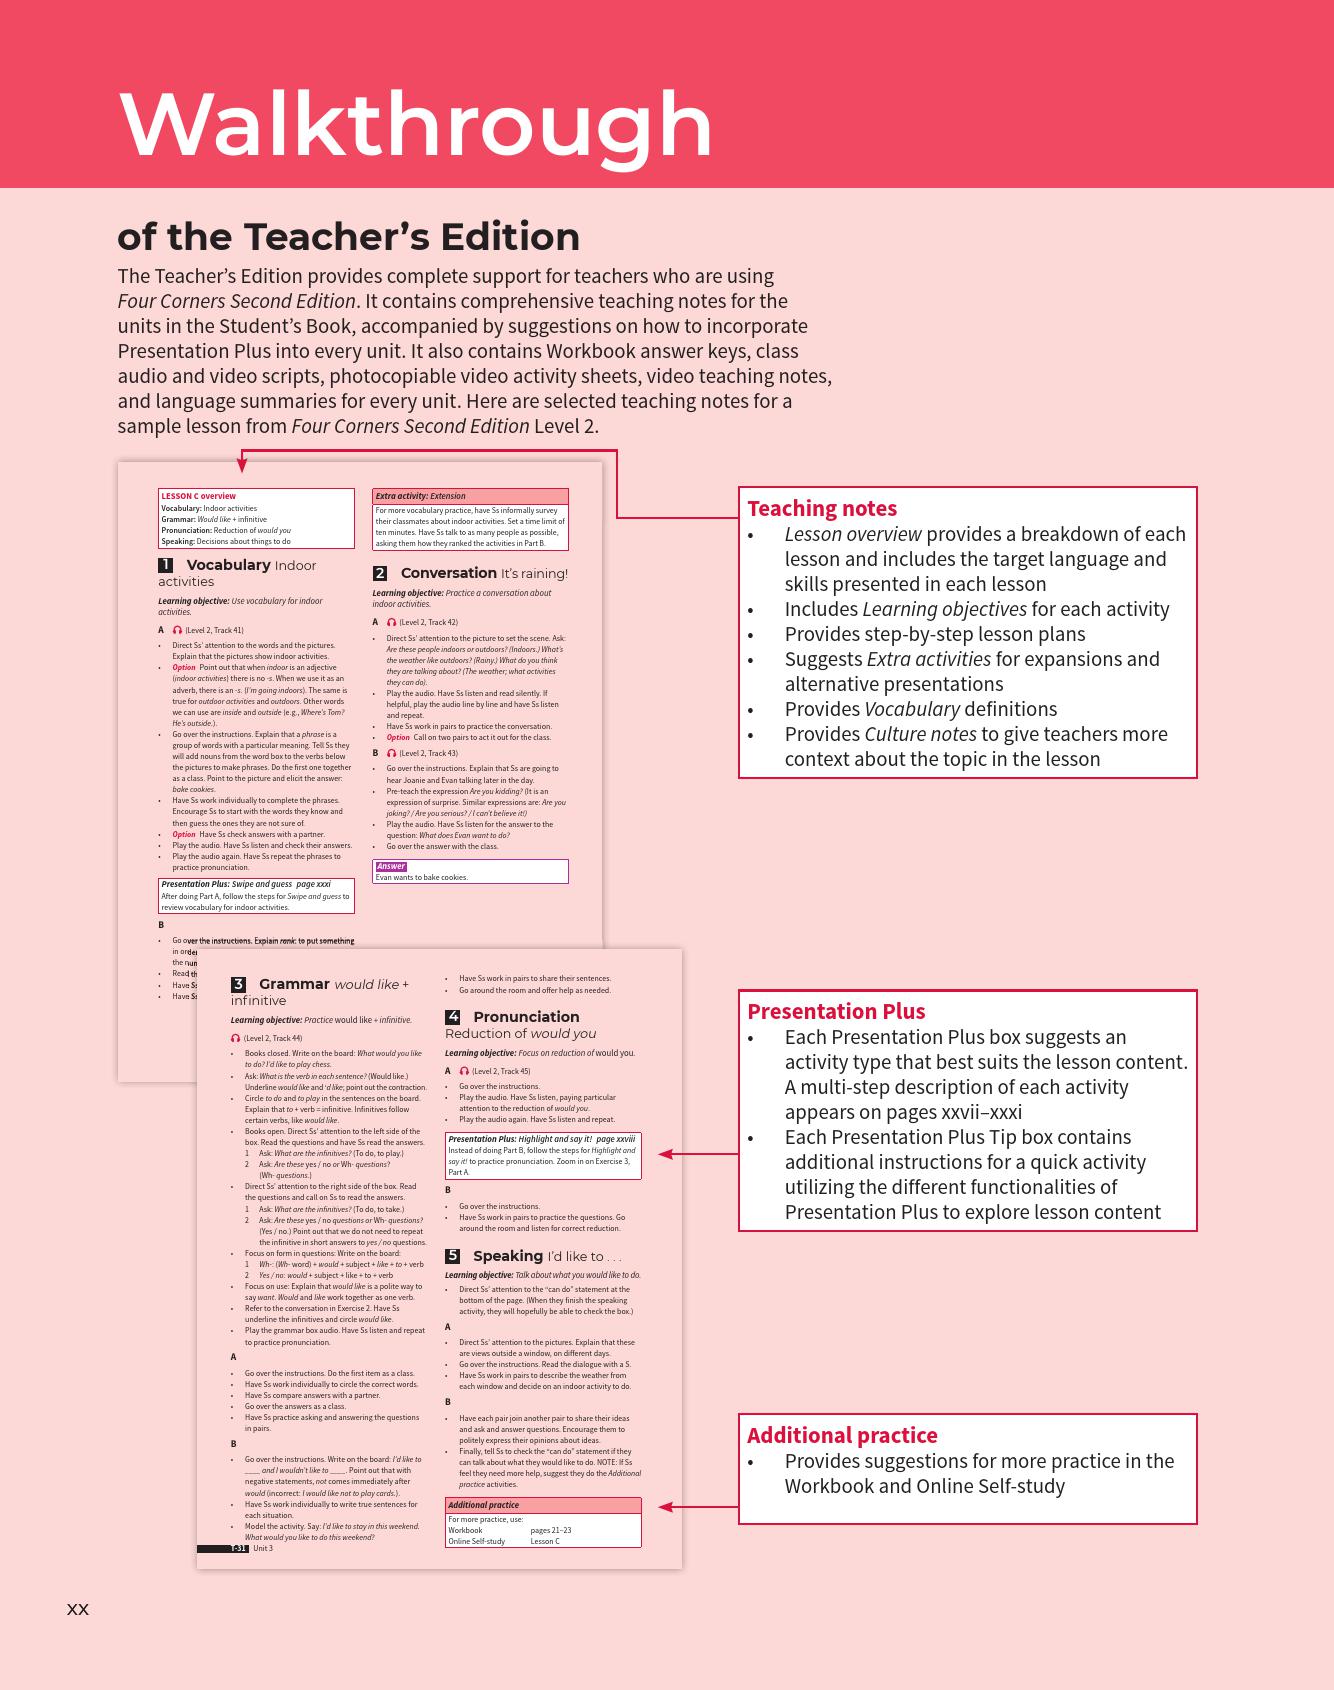 Walkthrough
of the Teacher’s Edition
The Teacher’s Edition provides complete support for teachers who are using
Four Corners Second Edition. It contains comprehensive teaching notes for the
units in the Student’s Book, accompanied by suggestions on how to incorporate
Presentation Plus into every unit. It also contains Workbook answer keys, class
audio and video scripts, photocopiable video activity sheets, video teaching notes,
and language summaries for every unit. Here are selected teaching notes for a
sample lesson from Four Corners Second Edition Level 2.
LESSON C overview
Vocabulary: Indoor activities
Grammar: Would like + infinitive
Pronunciation: Reduction of would you
Speaking: Decisions about things to do
1 Vocabulary Indoor
activities
Learning objective: Use vocabulary for indoor
activities.
A (Level 2, Track 41)
• Direct Ss’ attention to the words and the pictures.
Explain that the pictures show indoor activities.
• Option Point out that when indoor is an adjective
(indoor activities) there is no -s. When we use it as an
adverb, there is an -s. (I’m going indoors). The same is
true for outdoor activities and outdoors. Other words
we can use are inside and outside (e.g., Where’s Tom?
He’s outside.).
• Go over the instructions. Explain that a phrase is a
group of words with a particular meaning. Tell Ss they
will add nouns from the word box to the verbs below
the pictures to make phrases. Do the first one together
as a class. Point to the picture and elicit the answer:
bake cookies.
• Have Ss work individually to complete the phrases.
Encourage Ss to start with the words they know and
then guess the ones they are not sure of.
• Option Have Ss check answers with a partner.
• Play the audio. Have Ss listen and check their answers.
• Play the audio again. Have Ss repeat the phrases to
practice pronunciation.
Presentation Plus: Swipe and guess page xxxi
After doing Part A, follow the steps for Swipe and guess to
review vocabulary for indoor activities.
B
• Go over the instructions. Explain rank: to put something
in
the
• Read
• Have Ss
• Have Ss
Extra activity: Extension
For more vocabulary practice, have Ss informally survey
their classmates about indoor activities. Set a time limit of
ten minutes. Have Ss talk to as many people as possible,
asking them how they ranked the activities in Part B.
2 Conversation It’s raining!
Learning objective: Practice a conversation about
indoor activities.
A (Level 2, Track 42)
• Direct Ss’ attention to the picture to set the scene. Ask:
Are these people indoors or outdoors? (Indoors.) What’s
the weather like outdoors? (Rainy.) What do you think
they are talking about? (The weather; what activities
they can do).
• Play the audio. Have Ss listen and read silently. If
helpful, play the audio line by line and have Ss listen
and repeat.
• Have Ss work in pairs to practice the conversation.
• Option Call on two pairs to act it out for the class.
B (Level 2, Track 43)
• Go over the instructions. Explain that Ss are going to
hear Joanie and Evan talking later in the day.
• Pre-teach the expression Are you kidding? (It is an
expression of surprise. Similar expressions are: Are you
joking? / Are you serious? / I can’t believe it!)
• Play the audio. Have Ss listen for the answer to the
question: What does Evan want to do?
• Go over the answer with the class.
Answer
Evan wants to bake cookies.
3 Grammar would like +
infinitive
Learning objective: Practice would like + infinitive.
(Level 2, Track 44)
• Books closed. Write on the board: What would you like
to do? I’d like to play chess.
• Ask: What is the verb in each sentence? (Would like.)
Underline would like and ’d like; point out the contraction.
• Circle to do and to play in the sentences on the board.
Explain that to + verb = infinitive. Infinitives follow
certain verbs, like would like.
• Books open. Direct Ss’ attention to the left side of the
box. Read the questions and have Ss read the answers.
1 Ask: What are the infinitives? (To do, to play.)
2 Ask: Are these yes / no or Wh- questions?
(Wh- questions.)
• Direct Ss’ attention to the right side of the box. Read
the questions and call on Ss to read the answers.
1 Ask: What are the infinitives? (To do, to take.)
2 Ask: Are these yes / no questions or Wh- questions?
(Yes / no.) Point out that we do not need to repeat
the infinitive in short answers to yes / no questions.
• Focus on form in questions: Write on the board:
1 Wh-: (Wh- word) + would + subject + like + to + verb
2 Yes / no: would + subject + like + to + verb
• Focus on use: Explain that would like is a polite way to
say want. Would and like work together as one verb.
• Refer to the conversation in Exercise 2. Have Ss
underline the infinitives and circle would like.
• Play the grammar box audio. Have Ss listen and repeat
to practice pronunciation.
A
• Go over the instructions. Do the first item as a class.
• Have Ss work individually to circle the correct words.
• Have Ss compare answers with a partner.
• Go over the answers as a class.
• Have Ss practice asking and answering the questions
in pairs.
B
• Go over the instructions. Write on the board: I’d like to
____ and I wouldn’t like to ____. Point out that with
negative statements, not comes immediately after
would (incorrect: I would like not to play cards.).
• Have Ss work individually to write true sentences for
each situation.
• Model the activity. Say: I’d like to stay in this weekend.
What would you like to do this weekend?
T-31 Unit 3
• Have Ss work in pairs to share their sentences.
• Go around the room and offer help as needed.
4 Pronunciation
Reduction of would you
Learning objective: Focus on reduction of would you.
A (Level 2, Track 45)
• Go over the instructions.
• Play the audio. Have Ss listen, paying particular
attention to the reduction of would you.
• Play the audio again. Have Ss listen and repeat.
Presentation Plus: Highlight and say it! page xxviii
Instead of doing Part B, follow the steps for Highlight and
say it! to practice pronunciation. Zoom in on Exercise 3,
Part A.
B
• Go over the instructions.
• Have Ss work in pairs to practice the questions. Go
around the room and listen for correct reduction.
5 Speaking I’d like to . . .
Learning objective: Talk about what you would like to do.
• Direct Ss’ attention to the “can do” statement at the
bottom of the page. (When they finish the speaking
activity, they will hopefully be able to check the box.)
A
• Direct Ss’ attention to the pictures. Explain that these
are views outside a window, on different days.
• Go over the instructions. Read the dialogue with a S.
• Have Ss work in pairs to describe the weather from
each window and decide on an indoor activity to do.
B
• Have each pair join another pair to share their ideas
and ask and answer questions. Encourage them to
politely express their opinions about ideas.
• Finally, tell Ss to check the “can do” statement if they
can talk about what they would like to do. NOTE: If Ss
feel they need more help, suggest they do the Additional
practice activities.
Additional practice
For more practice, use:
Workbook pages 21–23
Online Self-study Lesson C
Teaching notes
• Lesson overview provides a breakdown of each
lesson and includes the target language and
skills presented in each lesson
• Includes Learning objectives for each activity
• Provides step-by-step lesson plans
• Suggests Extra activities for expansions and
alternative presentations
• Provides Vocabulary definitions
• Provides Culture notes to give teachers more
context about the topic in the lesson
Presentation Plus
• Each Presentation Plus box suggests an
activity type that best suits the lesson content.
A multi-step description of each activity
appears on pages xxvii–xxxi
• Each Presentation Plus Tip box contains
additional instructions for a quick activity
utilizing the different functionalities of
Presentation Plus to explore lesson content
Additional practice
• Provides suggestions for more practice in the
Workbook and Online Self-study
xx